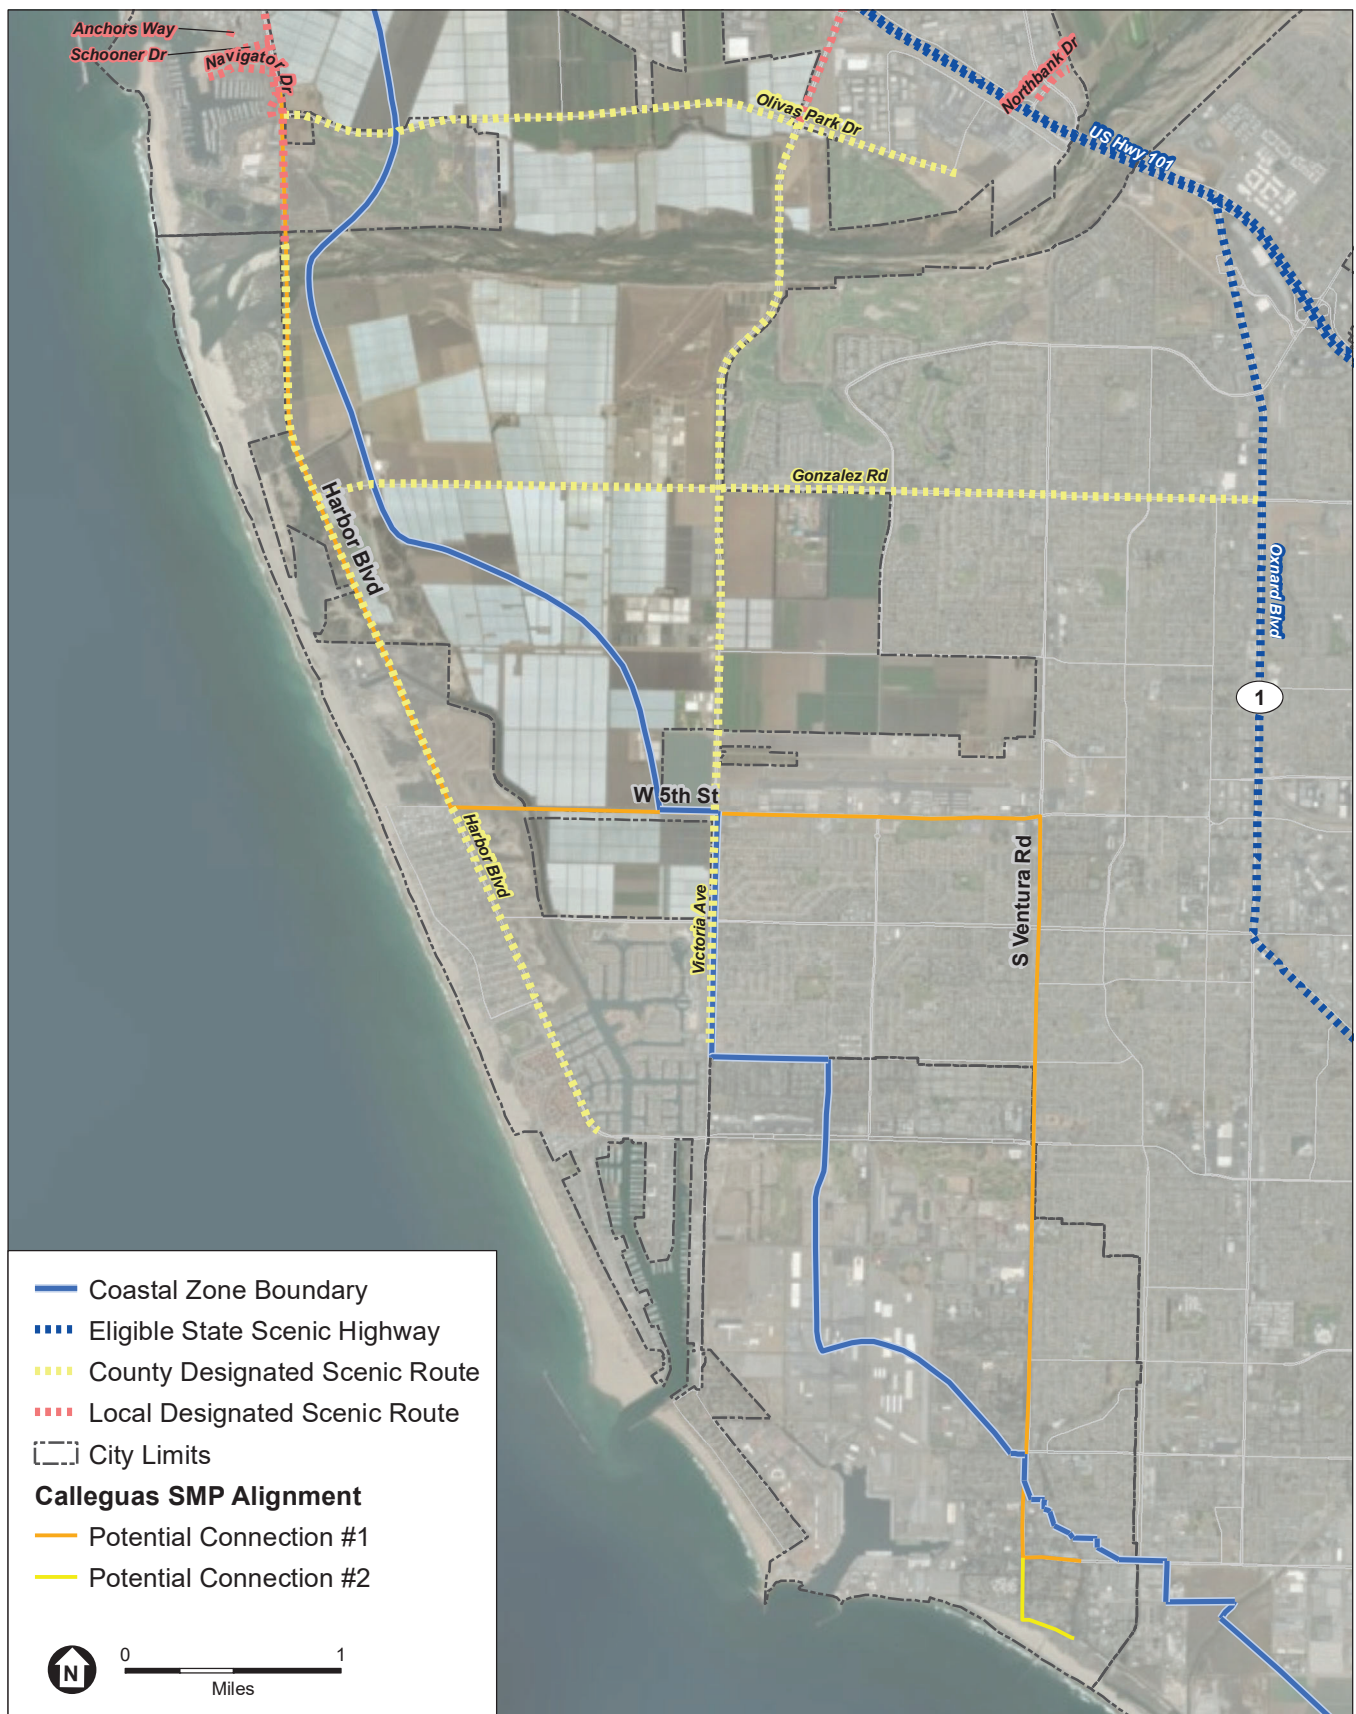 Anchors Way
Schooner Dr
Navigator Dr
Northbank Dr
Olivas Park Dr
US Hwy 101
Gonzalez Rd
Harbor Blvd
Oxnard Blvd
1
W 5th St
Harbor Blvd
S Ventura Rd
Victoria Ave
Coastal Zone Boundary
Eligible State Scenic Highway
County Designated Scenic Route
Local Designated Scenic Route
City Limits
Calleguas SMP Alignment
Potential Connection #1
Potential Connection #2
N
0 1
Miles